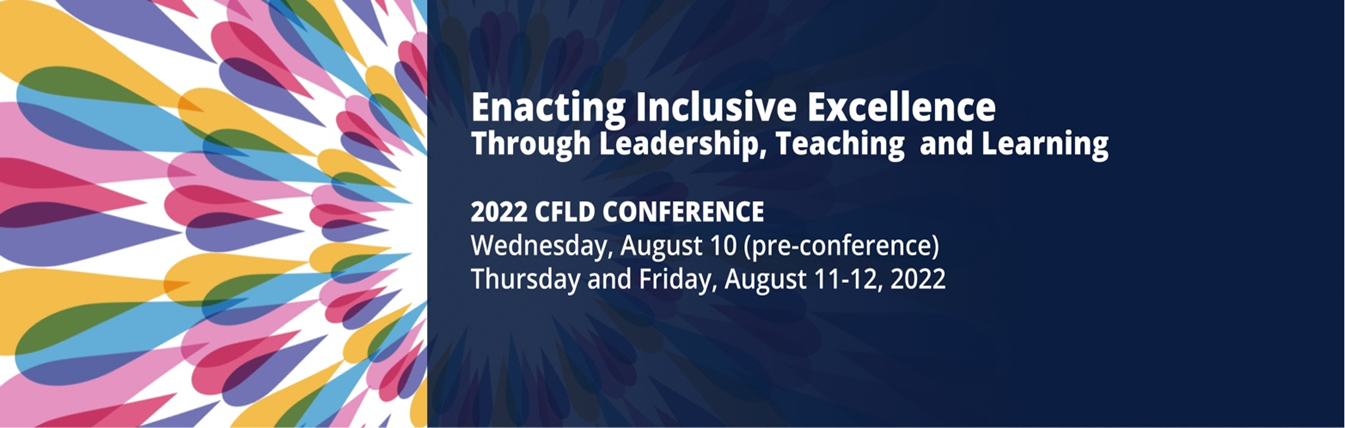 Enacting Inclusive Excellence
Through Leadership, Teaching and Learning
2022 CFLD CONFERENCE
Wednesday, August 10 (pre-conference)
Thursday and Friday, August 11-12, 2022